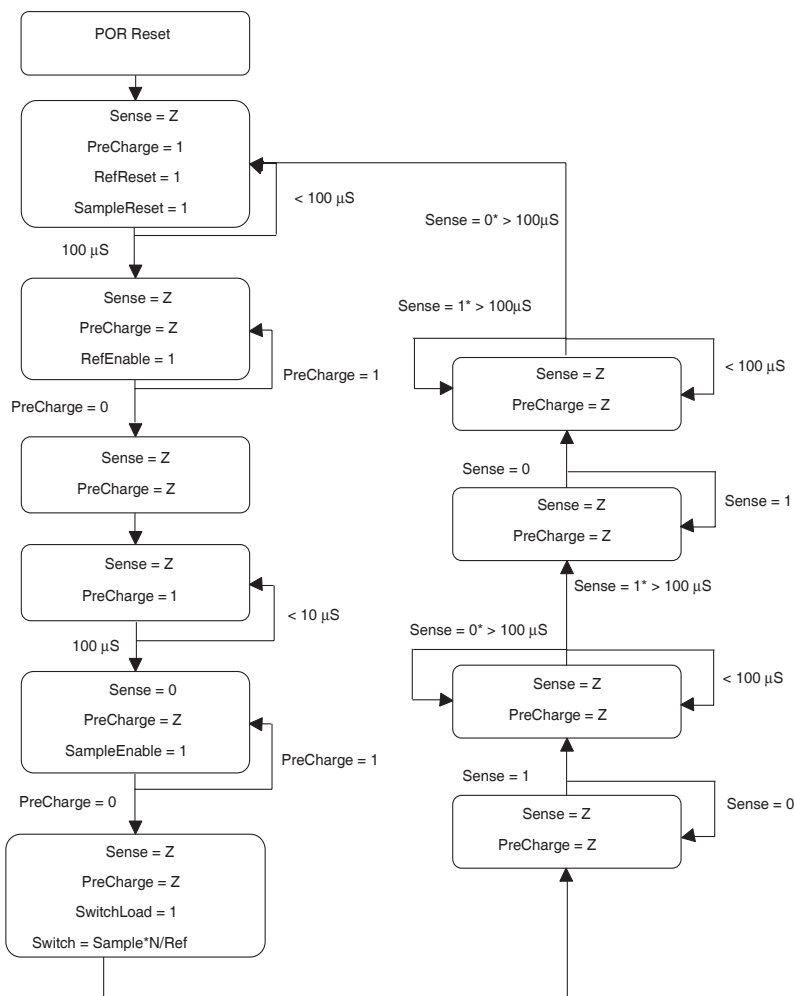 POR Reset
Sense = Z
PreCharge = 1
RefReset = 1
SampleReset = 1
< 100 μS
100 μS
Sense = Z
PreCharge = Z
RefEnable = 1
PreCharge = 1
PreCharge = 0
Sense = Z
PreCharge = Z
Sense = Z
PreCharge = 1
< 10 μS
100 μS
Sense = 0
PreCharge = Z
SampleEnable = 1
PreCharge = 1
PreCharge = 0
Sense = Z
PreCharge = Z
SwitchLoad = 1
Switch = Sample*N/Ref
Sense = 0* > 100μS
Sense = 1* > 100μS
< 100 μS
Sense = Z
PreCharge = Z
Sense = 0
Sense = 1
Sense = Z
PreCharge = Z
Sense = 1* > 100 μS
Sense = 0* > 100 μS
< 100 μS
Sense = Z
PreCharge = Z
Sense = 1
Sense = 0
Sense = Z
PreCharge = Z